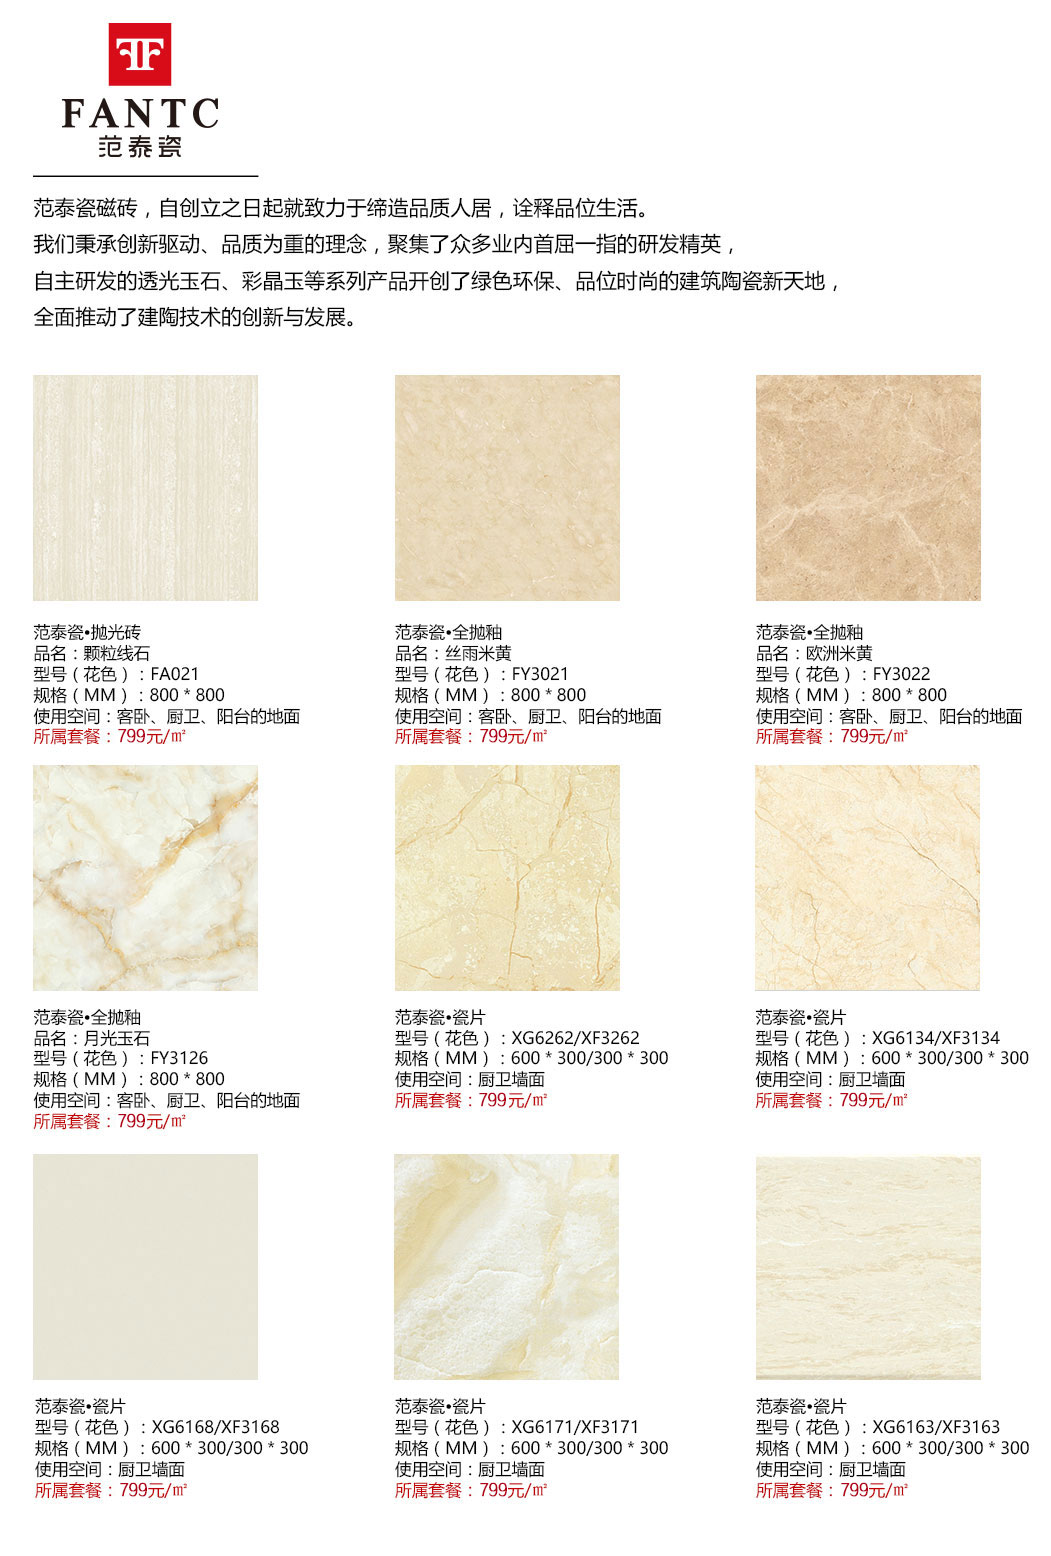 FANTC
范泰瓷
范泰瓷磁砖，自创立之日起就致力于缔造品质人居，诠释品位生活。
我们秉承创新驱动、品质为重的理念，聚集了众多业内首屈一指的研发精英，
自主研发的透光玉石、彩晶玉等系列产品开创了绿色环保、品位时尚的建筑陶瓷新天地，
全面推动了建陶技术的创新与发展。
范泰瓷•抛光砖
品名：颗粒线石
型号（花色）：FA021
规格（MM）：800 * 800
使用空间：客卧、厨卫、阳台的地面
所属套餐：799元/㎡
范泰瓷•全抛釉
品名：丝雨米黄
型号（花色）：FY3021
规格（MM）：800 * 800
使用空间：客卧、厨卫、阳台的地面
所属套餐：799元/㎡
范泰瓷•全抛釉
品名：欧洲米黄
型号（花色）：FY3022
规格（MM）：800 * 800
使用空间：客卧、厨卫、阳台的地面
所属套餐：799元/㎡
范泰瓷•全抛釉
品名：月光玉石
型号（花色）：FY3126
规格（MM）：800 * 800
使用空间：客卧、厨卫、阳台的地面
所属套餐：799元/㎡
范泰瓷•瓷片
型号（花色）：XG6262/XF3262
规格（MM）：600 * 300/300 * 300
使用空间：厨卫墙面
所属套餐：799元/㎡
范泰瓷•瓷片
型号（花色）：XG6134/XF3134
规格（MM）：600 * 300/300 * 300
使用空间：厨卫墙面
所属套餐：799元/㎡
范泰瓷•瓷片
型号（花色）：XG6168/XF3168
规格（MM）：600 * 300/300 * 300
使用空间：厨卫墙面
所属套餐：799元/㎡
范泰瓷•瓷片
型号（花色）：XG6171/XF3171
规格（MM）：600 * 300/300 * 300
使用空间：厨卫墙面
所属套餐：799元/㎡
范泰瓷•瓷片
型号（花色）：XG6163/XF3163
规格（MM）：600 * 300/300 * 300
使用空间：厨卫墙面
所属套餐：799元/㎡